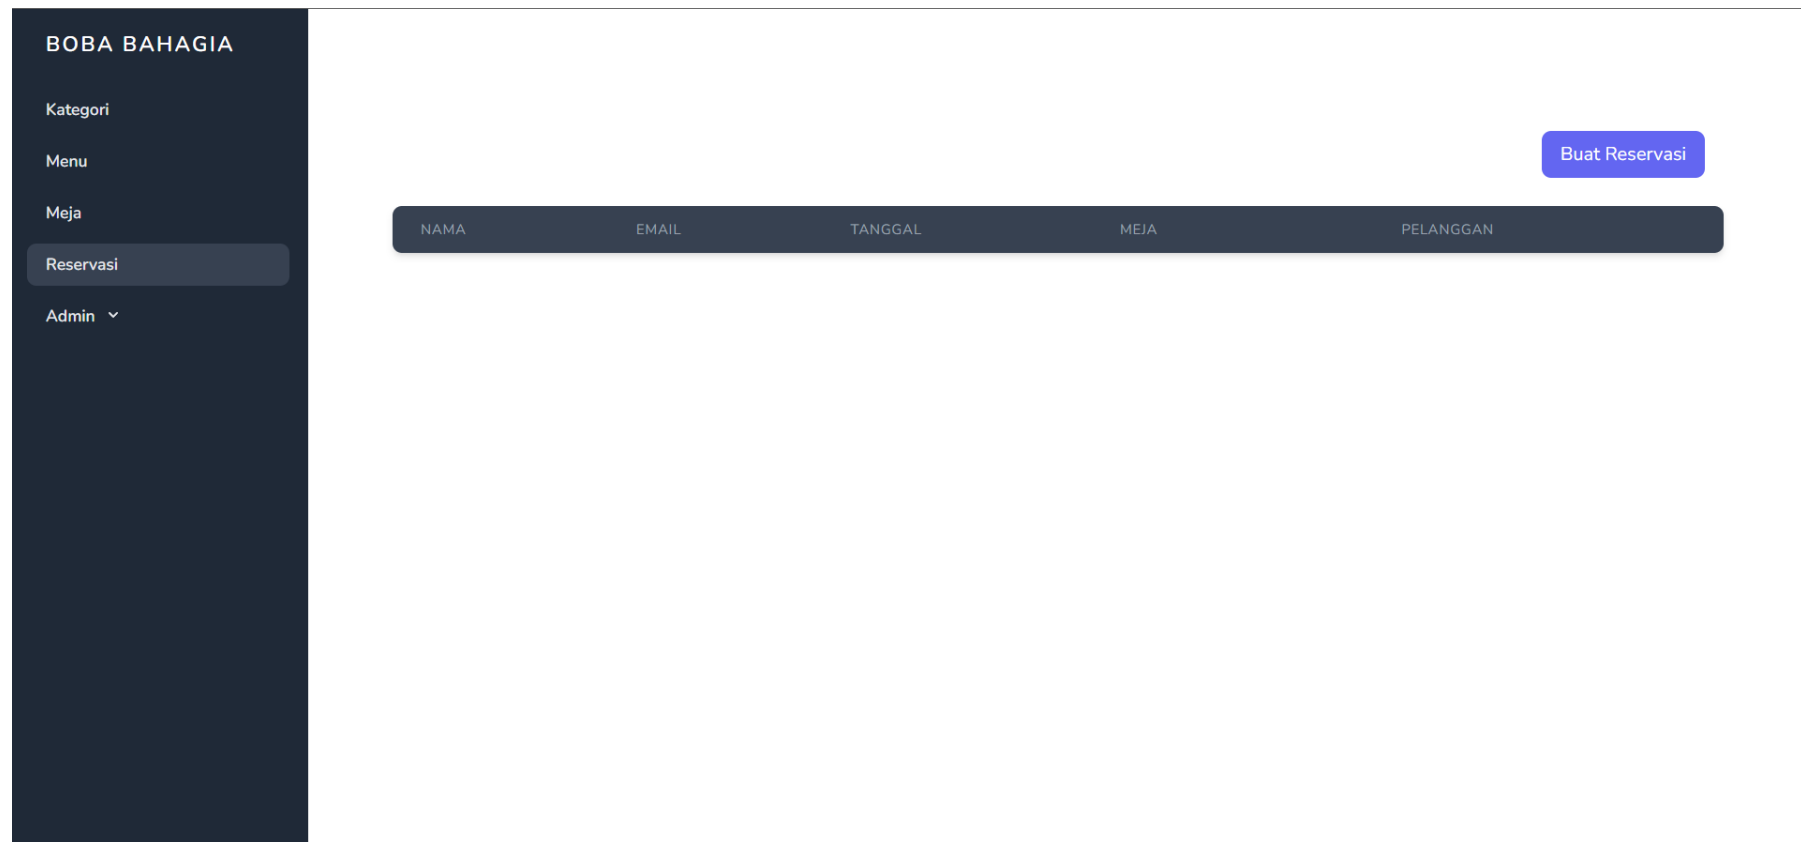 BOBA BAHAGIA
Kategori
Menu
Meja
Reservasi
Admin
Buat Reservasi
NAMA EMAIL TANGGAL MEJA PELANGGAN